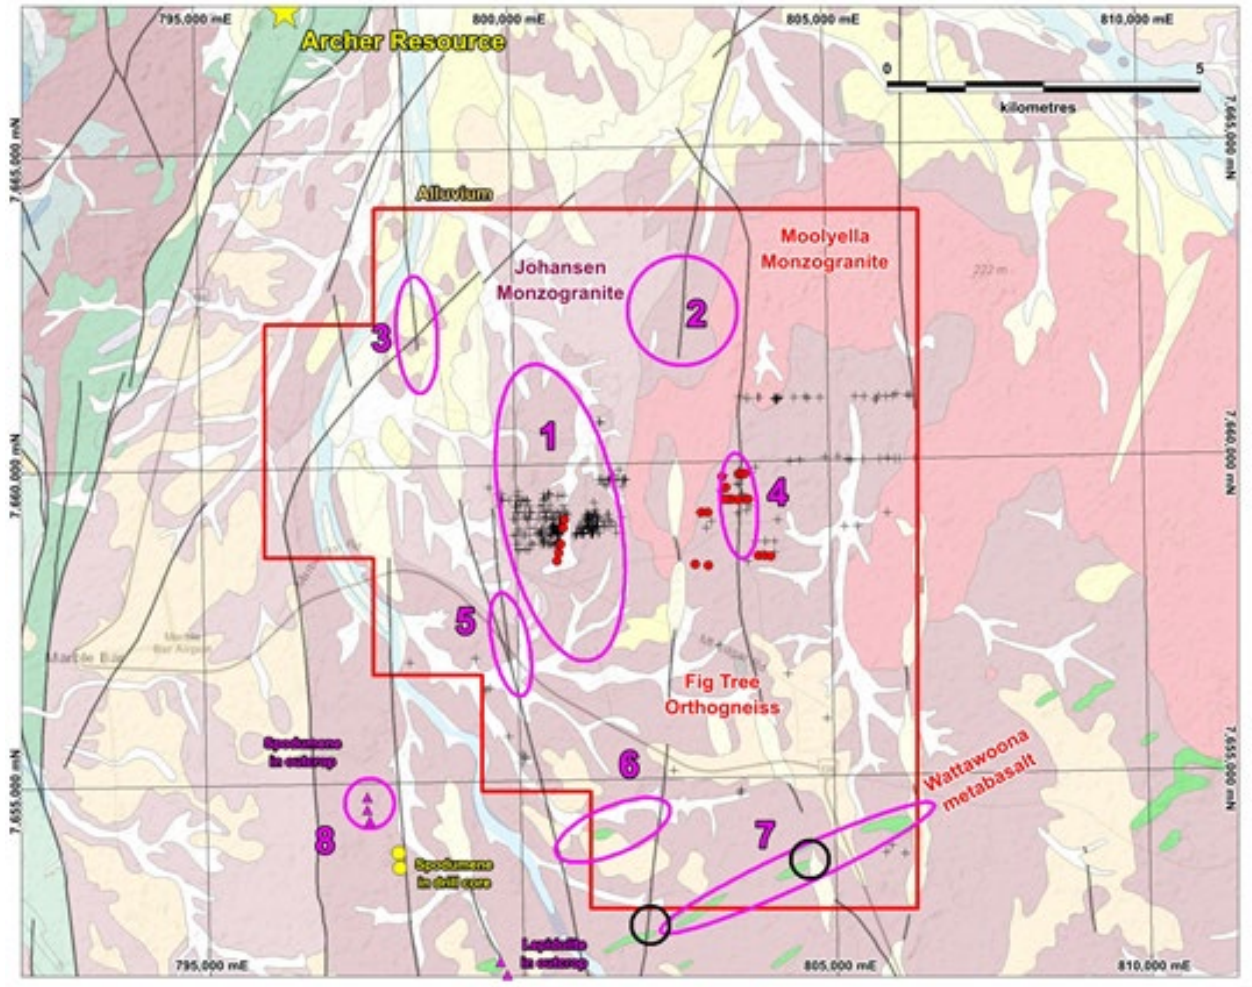 795,000 mE
800,000 mE
805,000 mE
810,000 mE
Archer Resource
0
5
kilometres
7,665,000 mN
7,665,000 mN
Alluvium
Moolyella
Monzogranite
Johansen
Monzogranite
222 m
2
3
1
7,660,000 mN
7,660,000 mN
4
5
Marble
Bar Airport
Marble Bar
Fig Tree
Orthogneiss
Spodumene
in outcrop
6
Wattawoona
metabasalt
7,655,000 mN
7,655,000 mN
8
7
Spodumene
in drill core
Lepidolite
in outcrop
795,000 mE
805,000 mE
810,000 mE